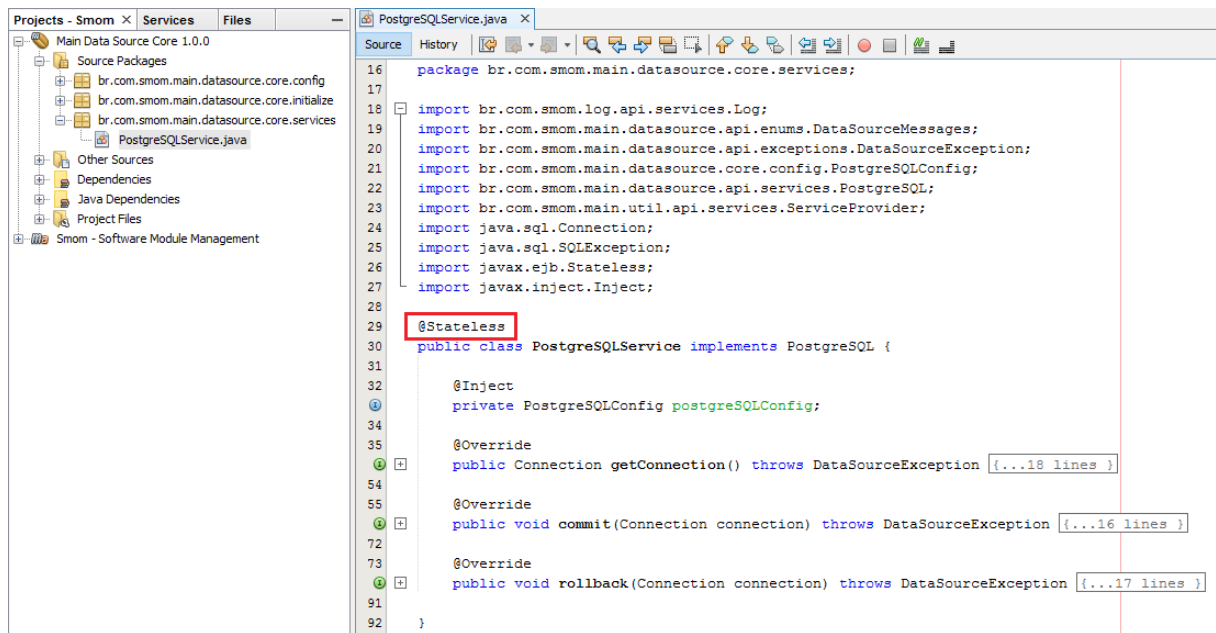 Projects - Smom × Services Files
Main Data Source Core 1.0.0
Source Packages
br.com.smom.main.datasource.core.config
br.com.smom.main.datasource.core.initialize
br.com.smom.main.datasource.core.services
PostgreSQLService.java
Other Sources
Dependencies
Java Dependencies
Project Files
Smom - Software Module Management
PostgreSQLService.java ×
Source History
16 package br.com.smom.main.datasource.core.services;
17
18 import br.com.smom.log.api.services.Log;
19 import br.com.smom.main.datasource.api.enums.DataSourceMessages;
20 import br.com.smom.main.datasource.api.exceptions.DataSourceException;
21 import br.com.smom.main.datasource.core.config.PostgreSQLConfig;
22 import br.com.smom.main.datasource.api.services.PostgreSQL;
23 import br.com.smom.main.util.api.services.ServiceProvider;
24 import java.sql.Connection;
25 import java.sql.SQLException;
26 import javax.ejb.Stateless;
27 import javax.inject.Inject;
28
29 @Stateless
30 public class PostgreSQLService implements PostgreSQL {
31
32 @Inject
private PostgreSQLConfig postgreSQLConfig;
34
35 @Override
public Connection getConnection() throws DataSourceException {...18 lines }
54
55 @Override
public void commit(Connection connection) throws DataSourceException {...16 lines }
72
73 @Override
public void rollback(Connection connection) throws DataSourceException {...17 lines }
91
92 }